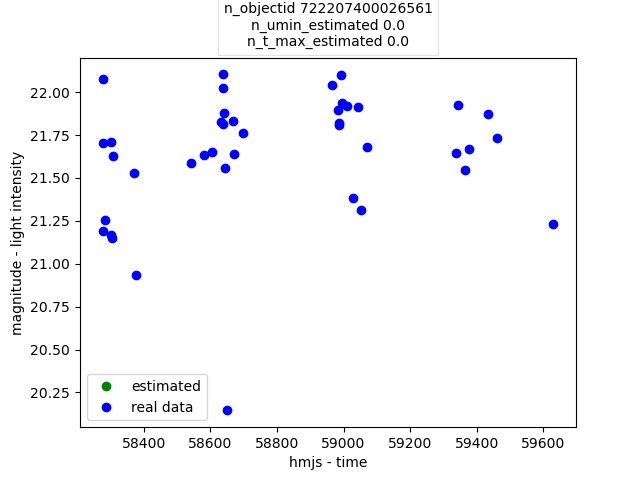 n_objectid 722207400026561
n_umin_estimated 0.0
n_t_max_estimated 0.0
22.00
21.75
21.50
21.25
21.00
20.75
20.50
20.25
magnitude - light intensity
estimated
real data
58400 58600 58800 59000 59200 59400 59600
hmjs - time